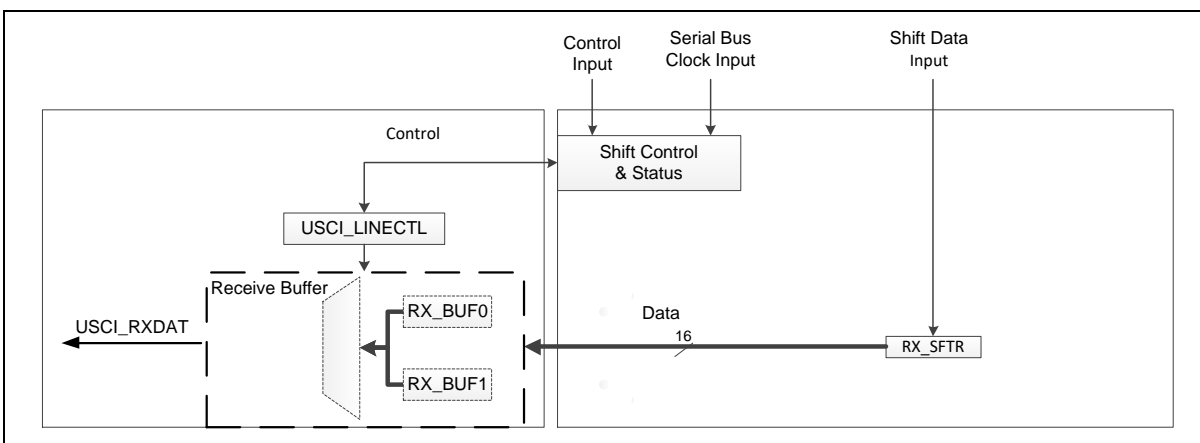 Control
Input
Serial Bus
Clock Input
Shift Data
Input
Control
Shift Control
& Status
USCI_LINECTL
Receive Buffer
RX_BUF0
USCI_RXDAT
Data
16
RX_SFTR
RX_BUF1